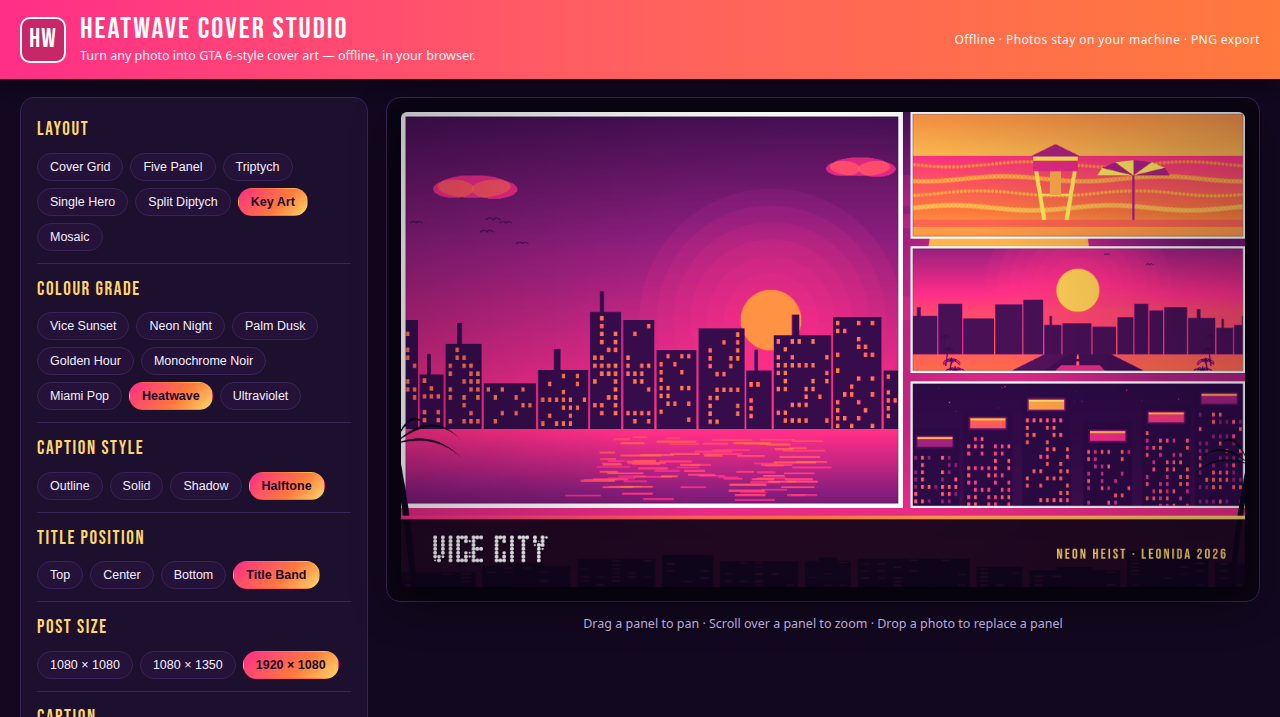 HW
HEATWAVE COVER STUDIO
Turn any photo into GTA 6-style cover art — offline, in your browser.
Offline · Photos stay on your machine · PNG export
LAYOUT
Cover Grid
Five Panel
Triptych
Single Hero
Split Diptych
Key Art
Mosaic
COLOUR GRADE
Vice Sunset
Neon Night
Palm Dusk
Golden Hour
Monochrome Noir
Miami Pop
Heatwave
Ultraviolet
CAPTION STYLE
Outline
Solid
Shadow
Halftone
TITLE POSITION
Top
Center
Bottom
Title Band
POST SIZE
1080 × 1080
1080 × 1350
1920 × 1080
CAPTION
VICE CITY
NEON HEIST · LEONIDA 2026
Drag a panel to pan · Scroll over a panel to zoom · Drop a photo to replace a panel